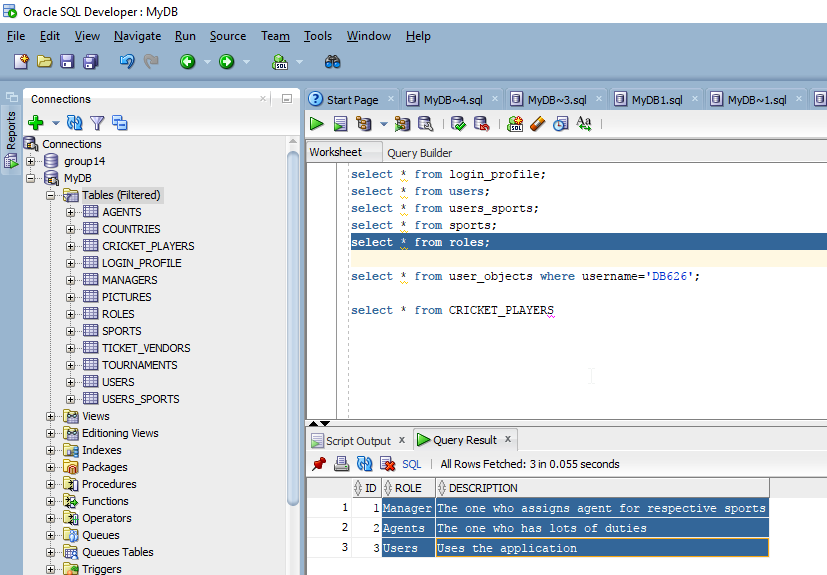 Oracle SQL Developer : MyDB
File Edit View Navigate Run Source Team Tools Window Help
Reports
Connections
Connections
group14
MyDB
Tables (Filtered)
AGENTS
COUNTRIES
CRICKET_PLAYERS
LOGIN_PROFILE
MANAGERS
PICTURES
ROLES
SPORTS
TICKET_VENDORS
TOURNAMENTS
USERS
USERS_SPORTS
Views
Editioning Views
Indexes
Packages
Procedures
Functions
Operators
Queues
Queues Tables
Triggers
Start Page MyDB~4.sql MyDB~3.sql MyDB1.sql MyDB~1.sql
SQL Aa
Worksheet Query Builder
select * from login_profile;
select * from users;
select * from users_sports;
select * from sports;
select * from roles;
select * from user_objects where username='DB626';
select * from CRICKET_PLAYERS
Script Output x Query Result x
SQL | All Rows Fetched: 3 in 0.055 seconds
ID ROLE DESCRIPTION
1 1 Manager The one who assigns agent for respective sports
2 2 Agents The one who has lots of duties
3 3 Users Uses the application